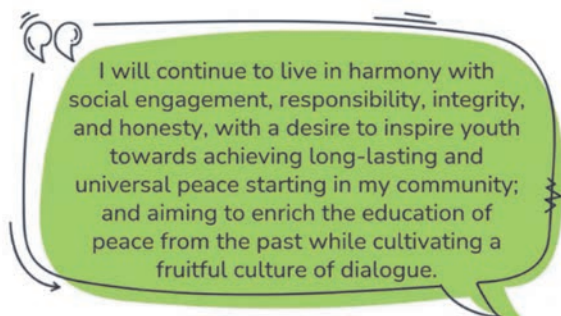 I will continue to live in harmony with
social engagement, responsibility, integrity,
and honesty, with a desire to inspire youth
towards achieving long-lasting and
universal peace starting in my community;
and aiming to enrich the education of
peace from the past while cultivating a
fruitful culture of dialogue.